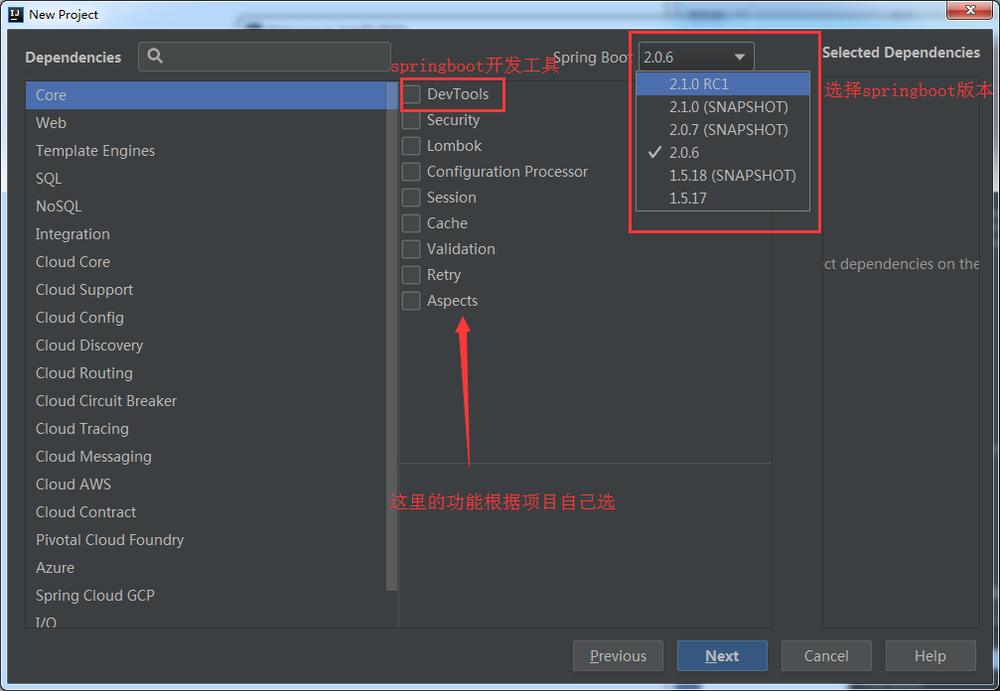 New Project
Dependencies
springboot开发工具
Spring Boot
2.0.6
Selected Dependencies
选择springboot版本
2.1.0 RC1
2.1.0 (SNAPSHOT)
2.0.7 (SNAPSHOT)
2.0.6
1.5.18 (SNAPSHOT)
1.5.17
Core
Web
Template Engines
SQL
NoSQL
Integration
Cloud Core
Cloud Support
Cloud Config
Cloud Discovery
Cloud Routing
Cloud Circuit Breaker
Cloud Tracing
Cloud Messaging
Cloud AWS
Cloud Contract
Pivotal Cloud Foundry
Azure
Spring Cloud GCP
I/O
DevTools
Security
Lombok
Configuration Processor
Session
Cache
Validation
Retry
Aspects
这里的功能根据项目自己选
ct dependencies on the
Previous
Next
Cancel
Help